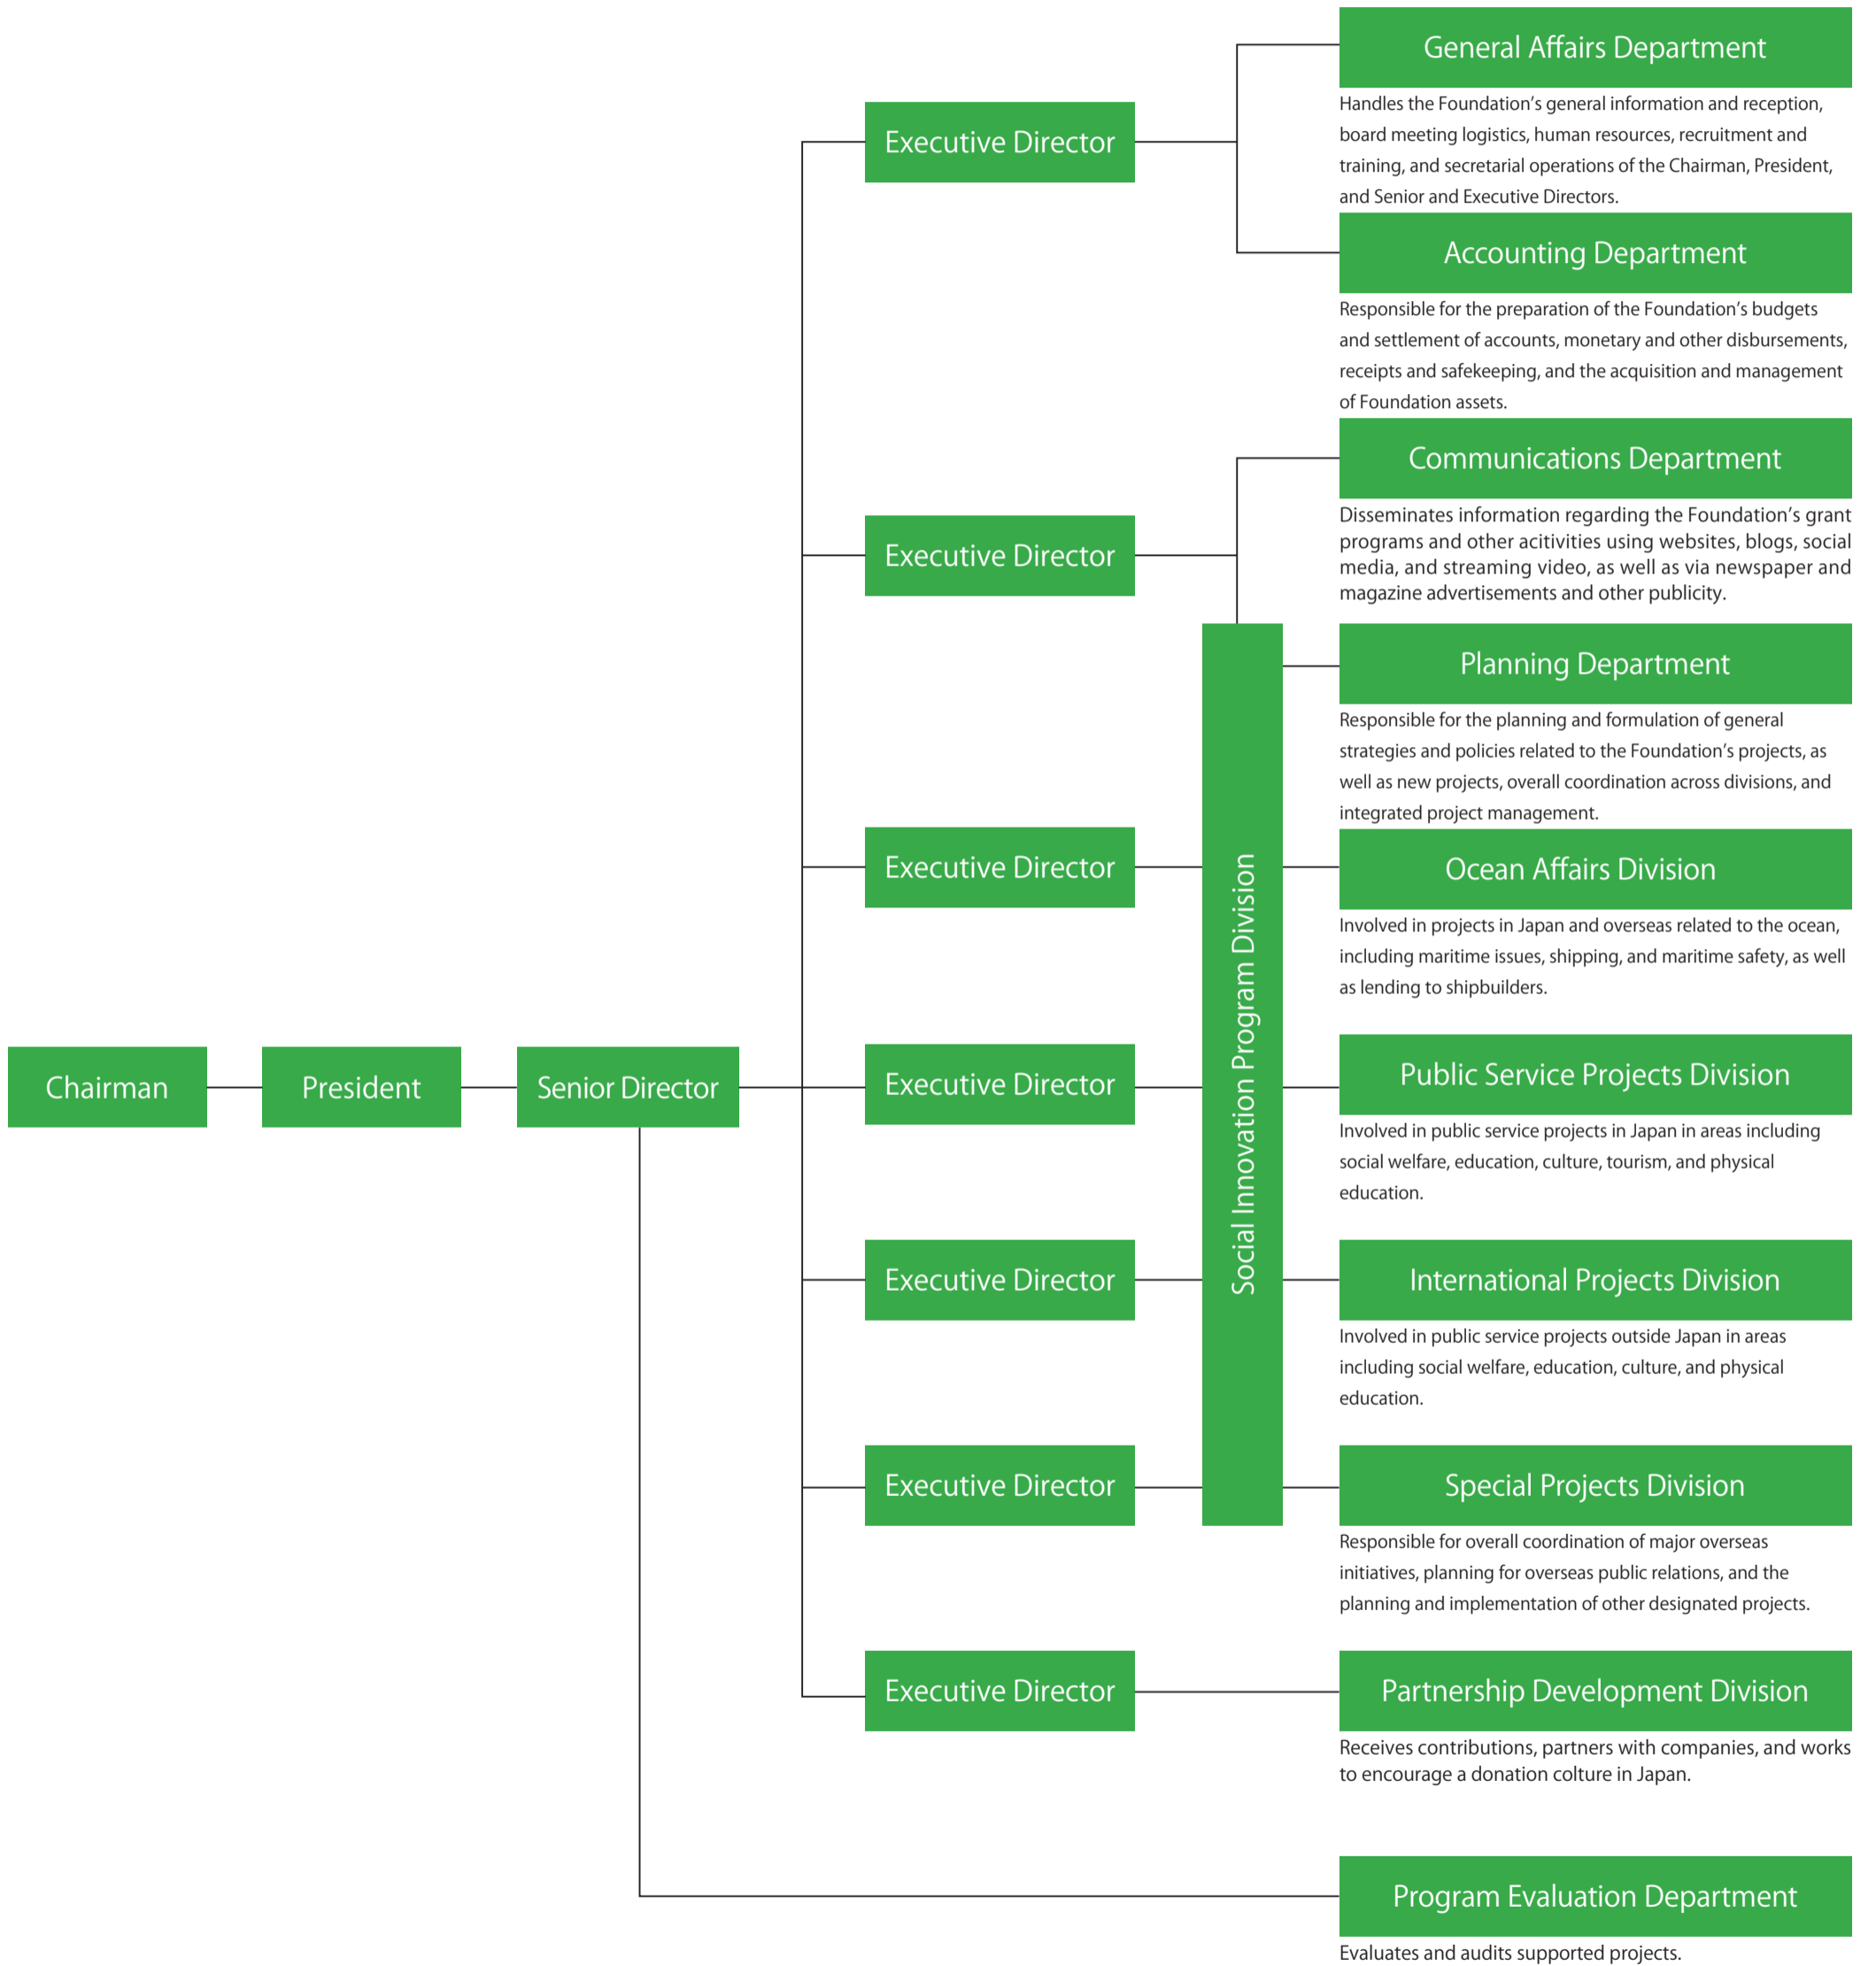 General Affairs Department
Handles the Foundation’s general information and reception,
board meeting logistics, human resources, recruitment and
training, and secretarial operations of the Chairman, President,
and Senior and Executive Directors.
Executive Director
Accounting Department
Responsible for the preparation of the Foundation’s budgets
and settlement of accounts, monetary and other disbursements,
receipts and safekeeping, and the acquisition and management
of Foundation assets.
Communications Department
Disseminates information regarding the Foundation’s grant
programs and other acitivities using websites, blogs, social
media, and streaming video, as well as via newspaper and
magazine advertisements and other publicity.
Executive Director
Planning Department
Responsible for the planning and formulation of general
strategies and policies related to the Foundation’s projects, as
well as new projects, overall coordination across divisions, and
integrated project management.
Executive Director
Social Innovation Program Division
Ocean Affairs Division
Involved in projects in Japan and overseas related to the ocean,
including maritime issues, shipping, and maritime safety, as well
as lending to shipbuilders.
Chairman
President
Senior Director
Executive Director
Public Service Projects Division
Involved in public service projects in Japan in areas including
social welfare, education, culture, tourism, and physical
education.
Executive Director
International Projects Division
Involved in public service projects outside Japan in areas
including social welfare, education, culture, and physical
education.
Executive Director
Special Projects Division
Responsible for overall coordination of major overseas
initiatives, planning for overseas public relations, and the
planning and implementation of other designated projects.
Executive Director
Partnership Development Division
Receives contributions, partners with companies, and works
to encourage a donation colture in Japan.
Program Evaluation Department
Evaluates and audits supported projects.